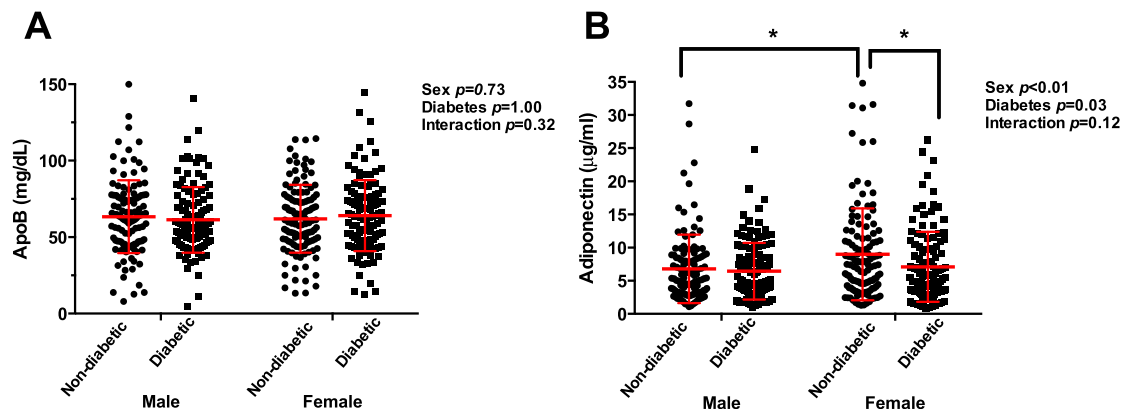 A
ApoB (mg/dL)
150
100
50
0
Non-diabetic
Diabetic
Non-diabetic
Diabetic
Male
Female
Sex p=0.73
Diabetes p=1.00
Interaction p=0.32
B
*
*
Adiponectin (μg/ml)
35
30
25
20
15
10
5
0
Non-diabetic
Diabetic
Non-diabetic
Diabetic
Male
Female
Sex p<0.01
Diabetes p=0.03
Interaction p=0.12